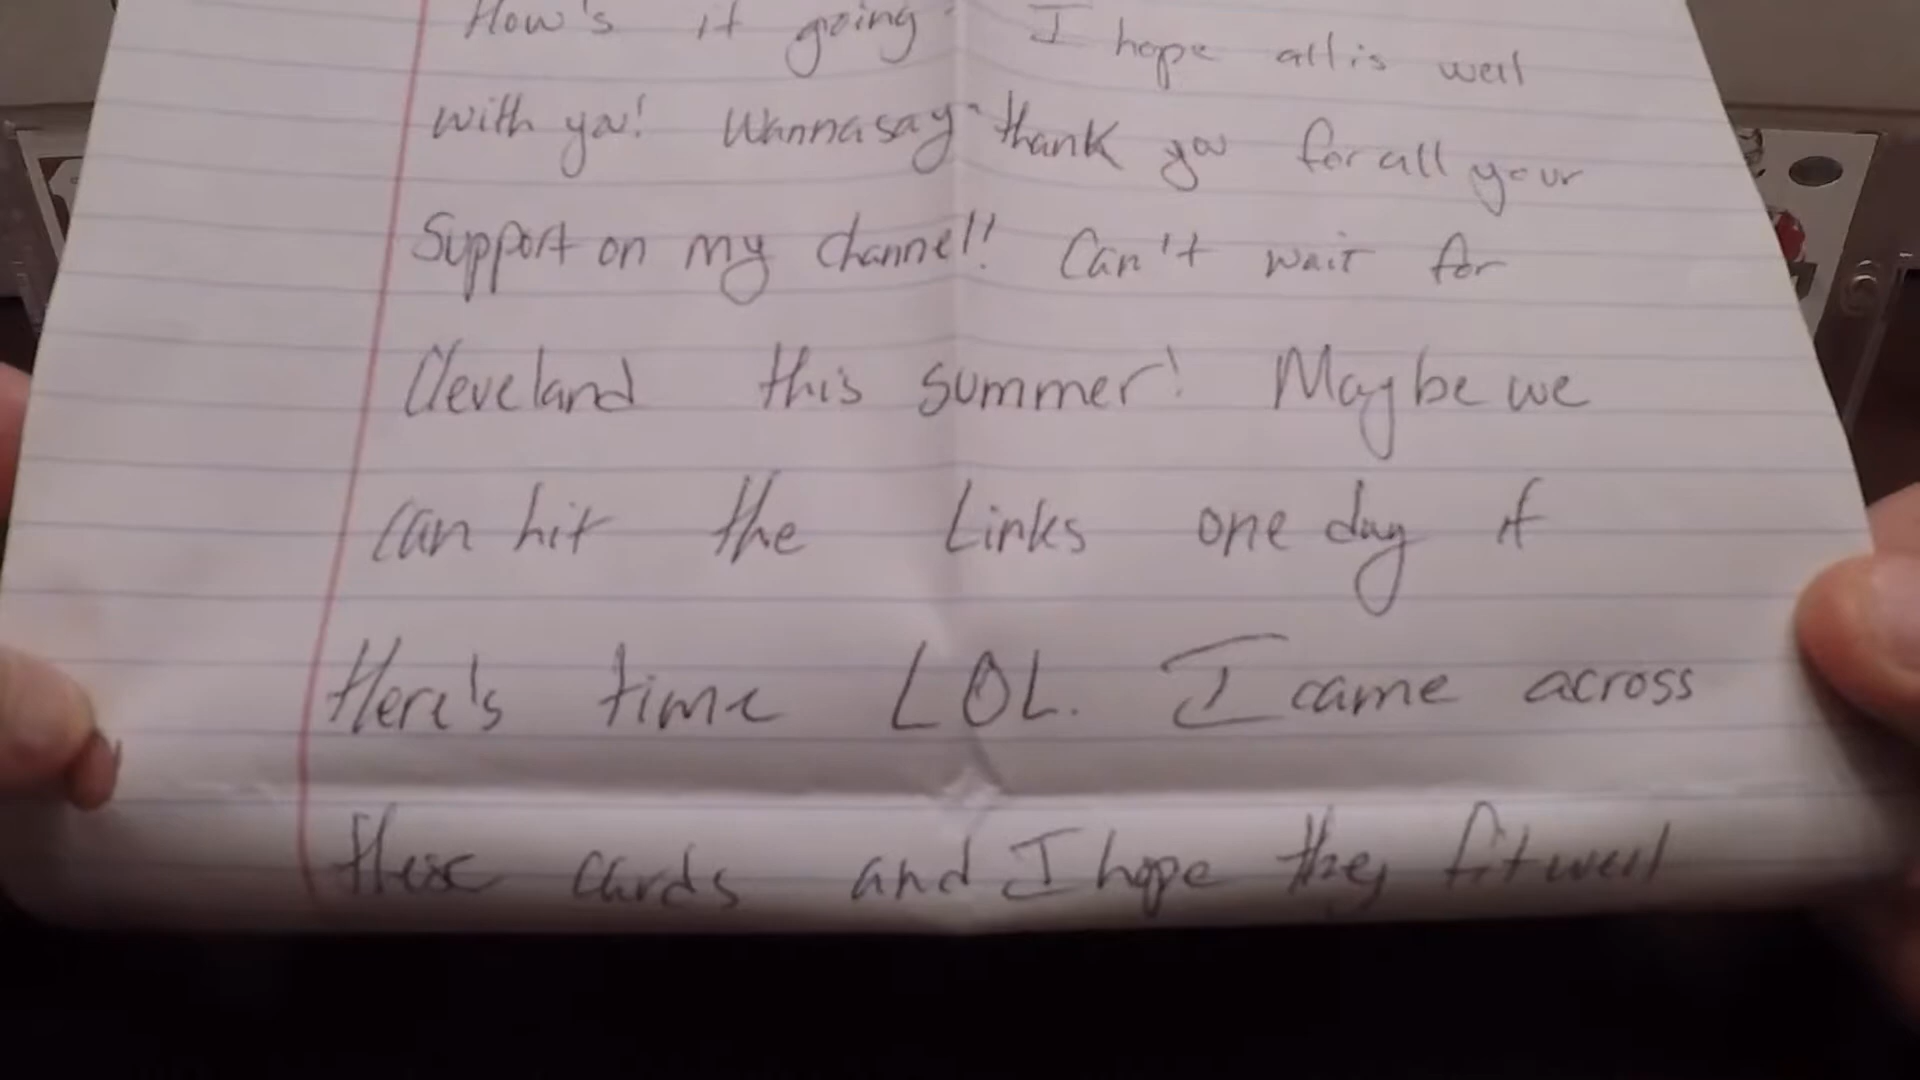 How's it going. I hope all is well
with you! Wanna say thank you for all your
Support on my channel! Can't wait for
Cleveland this summer! Maybe we
can hit the Links one day if
there's time LOL. I came across
these cards and I hope they fit well